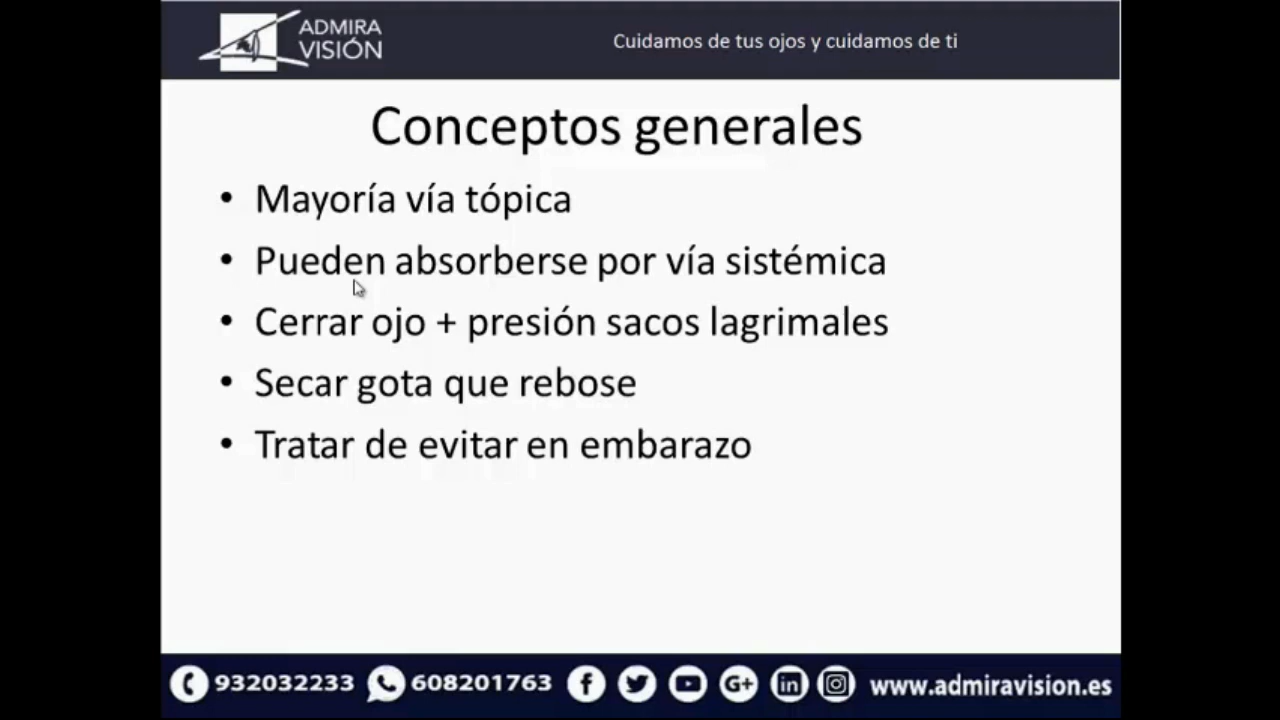 ADMIRA
VISIÓN
Cuidamos de tus ojos y cuidamos de ti
Conceptos generales
• Mayoría vía tópica
• Pueden absorberse por vía sistémica
• Cerrar ojo + presión sacos lagrimales
• Secar gota que rebose
• Tratar de evitar en embarazo
932032233 608201763 f G+ in www.admiravision.es